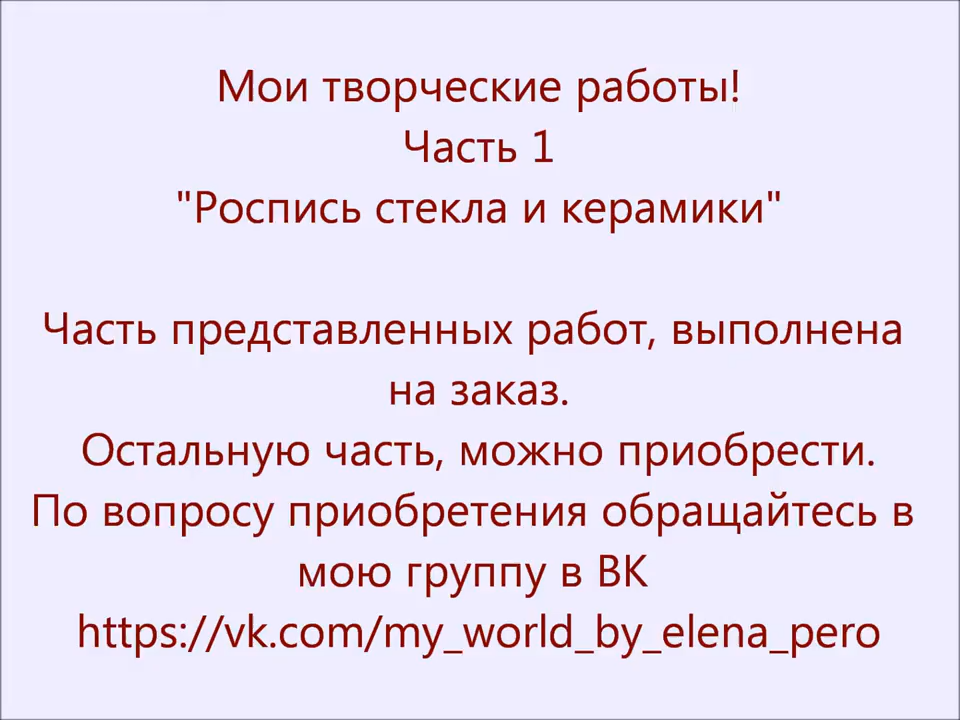 Мои творческие работы!
Часть 1
"Роспись стекла и керамики"
Часть представленных работ, выполнена
на заказ.
Остальную часть, можно приобрести.
По вопросу приобретения обращайтесь в
мою группу в ВК
https://vk.com/my_world_by_elena_pero